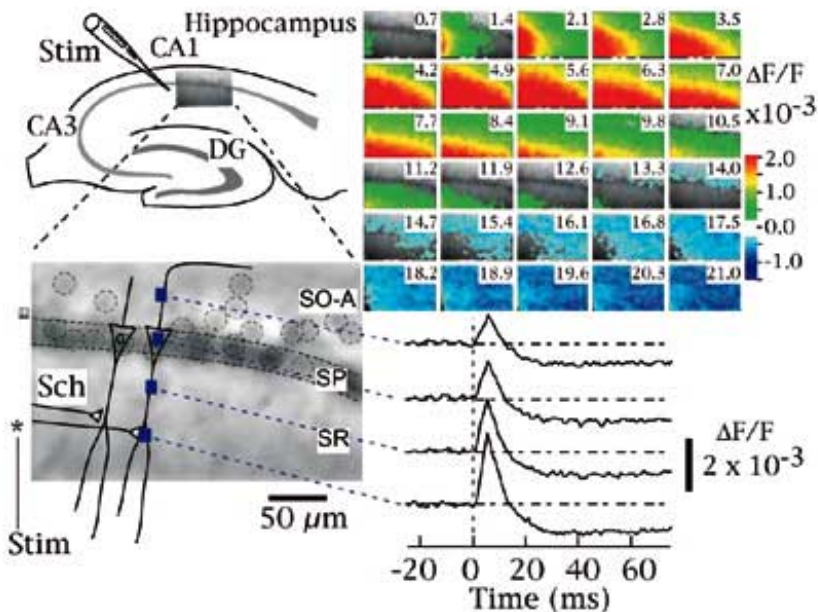 Hippocampus
CA1
Stim
CA3
DG
0.7 1.4 2.1 2.8 3.5
4.2 4.9 5.6 6.3 7.0
7.7 8.4 9.1 9.8 10.5
11.2 11.9 12.6 13.3 14.0
14.7 15.4 16.1 16.8 17.5
18.2 18.9 19.6 20.3 21.0
ΔF/F
x10-3
2.0
1.0
-0.0
-1.0
SO-A
SP
Sch
SR
*
Stim
50 µm
ΔF/F
2 x 10-3
-20 0 20 40 60
Time (ms)